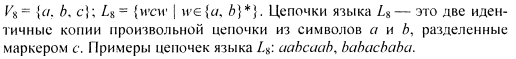 V₈ = {a, b, c}; L₈ = {wcw | w∈{a, b}*}. Цепочки языка L₈ — это две иден-
тичные копии произвольной цепочки из символов a и b, разделенные
маркером c. Примеры цепочек языка L₈: aabcaab, babacbaba.